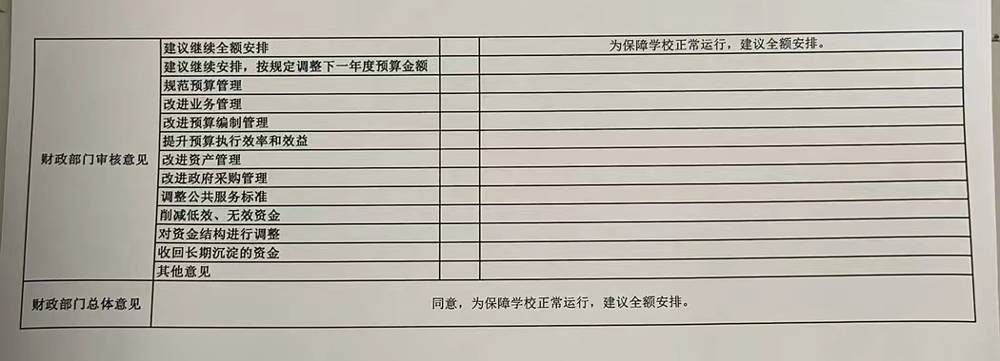 建议继续全额安排 为保障学校正常运行，建议全额安排。
建议继续安排，按规定调整下一年度预算金额
规范预算管理
改进业务管理
改进预算编制管理
提升预算执行效率和效益
财政部门审核意见 改进资产管理
改进政府采购管理
调整公共服务标准
削减低效、无效资金
对资金结构进行调整
收回长期沉淀的资金
其他意见
财政部门总体意见 同意，为保障学校正常运行，建议全额安排。